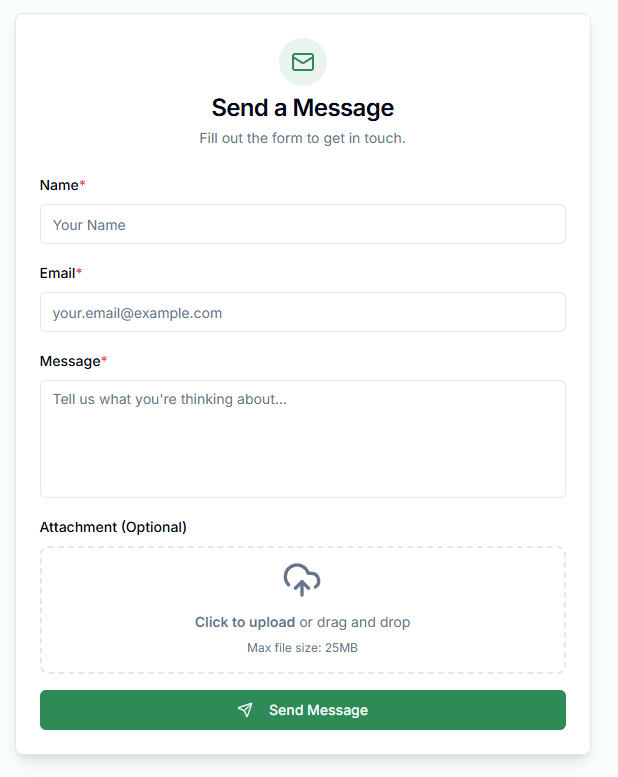 Send a Message
Fill out the form to get in touch.
Name*
Your Name
Email*
your.email@example.com
Message*
Tell us what you're thinking about...
Attachment (Optional)
Click to upload or drag and drop
Max file size: 25MB
Send Message